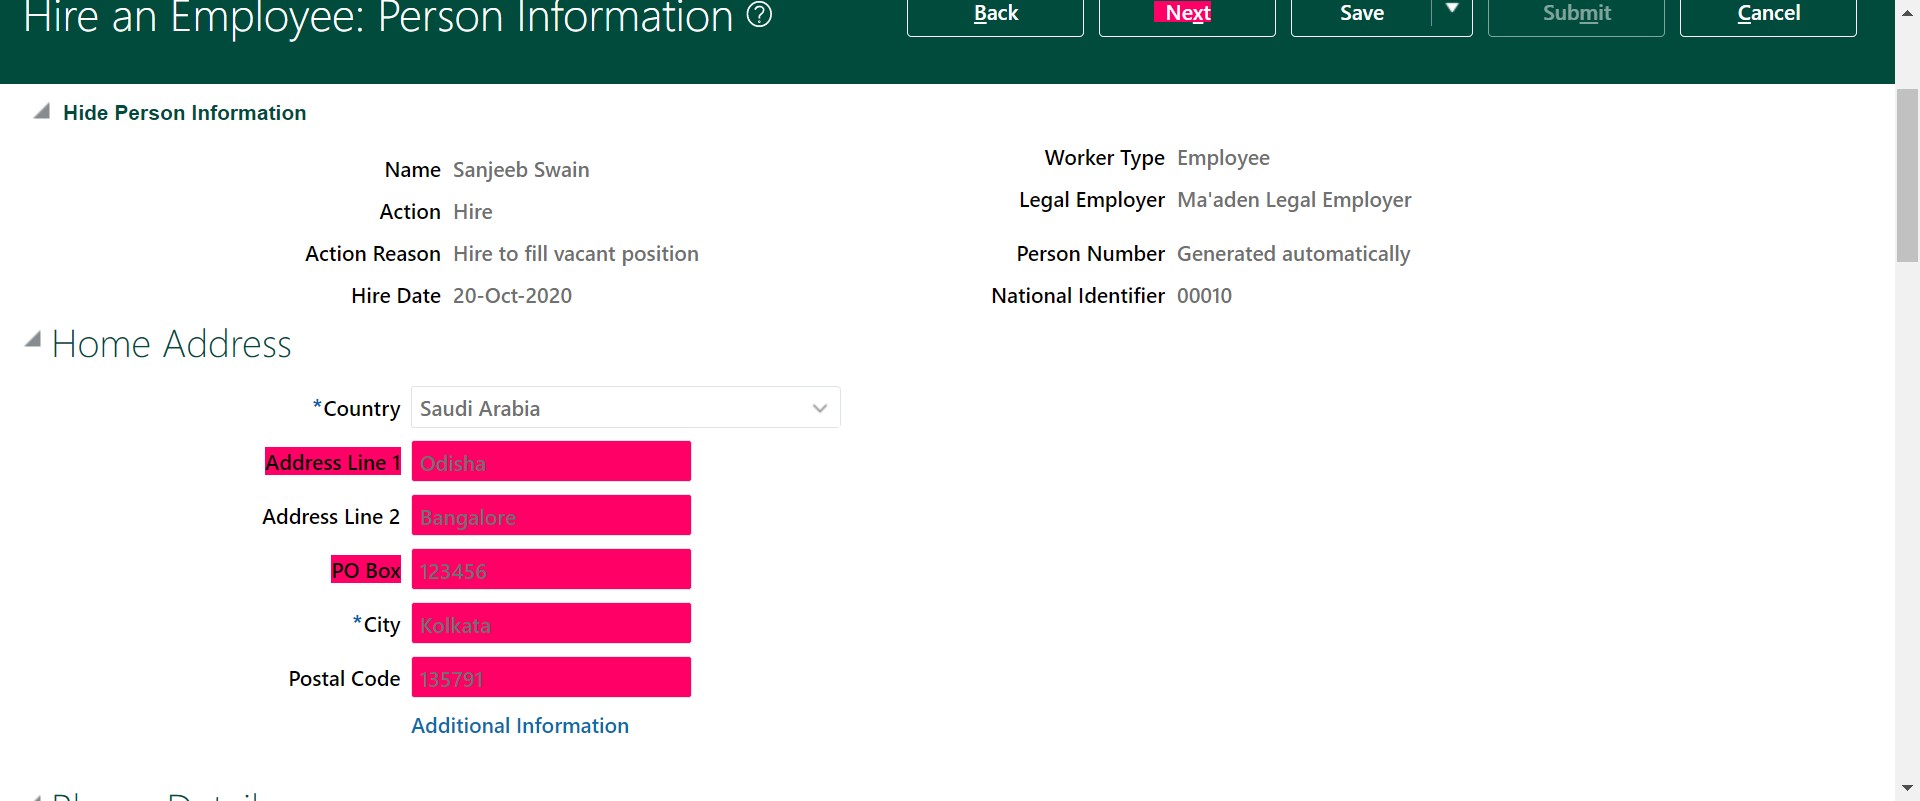 Hire an Employee: Person Information ?
Back Next Save Submit Cancel
Hide Person Information
Name Sanjeeb Swain
Action Hire
Action Reason Hire to fill vacant position
Hire Date 20-Oct-2020
Worker Type Employee
Legal Employer Ma'aden Legal Employer
Person Number Generated automatically
National Identifier 00010
Home Address
*Country Saudi Arabia
Address Line 1 Odisha
Address Line 2 Bangalore
PO Box 123456
*City Kolkata
Postal Code 135791
Additional Information